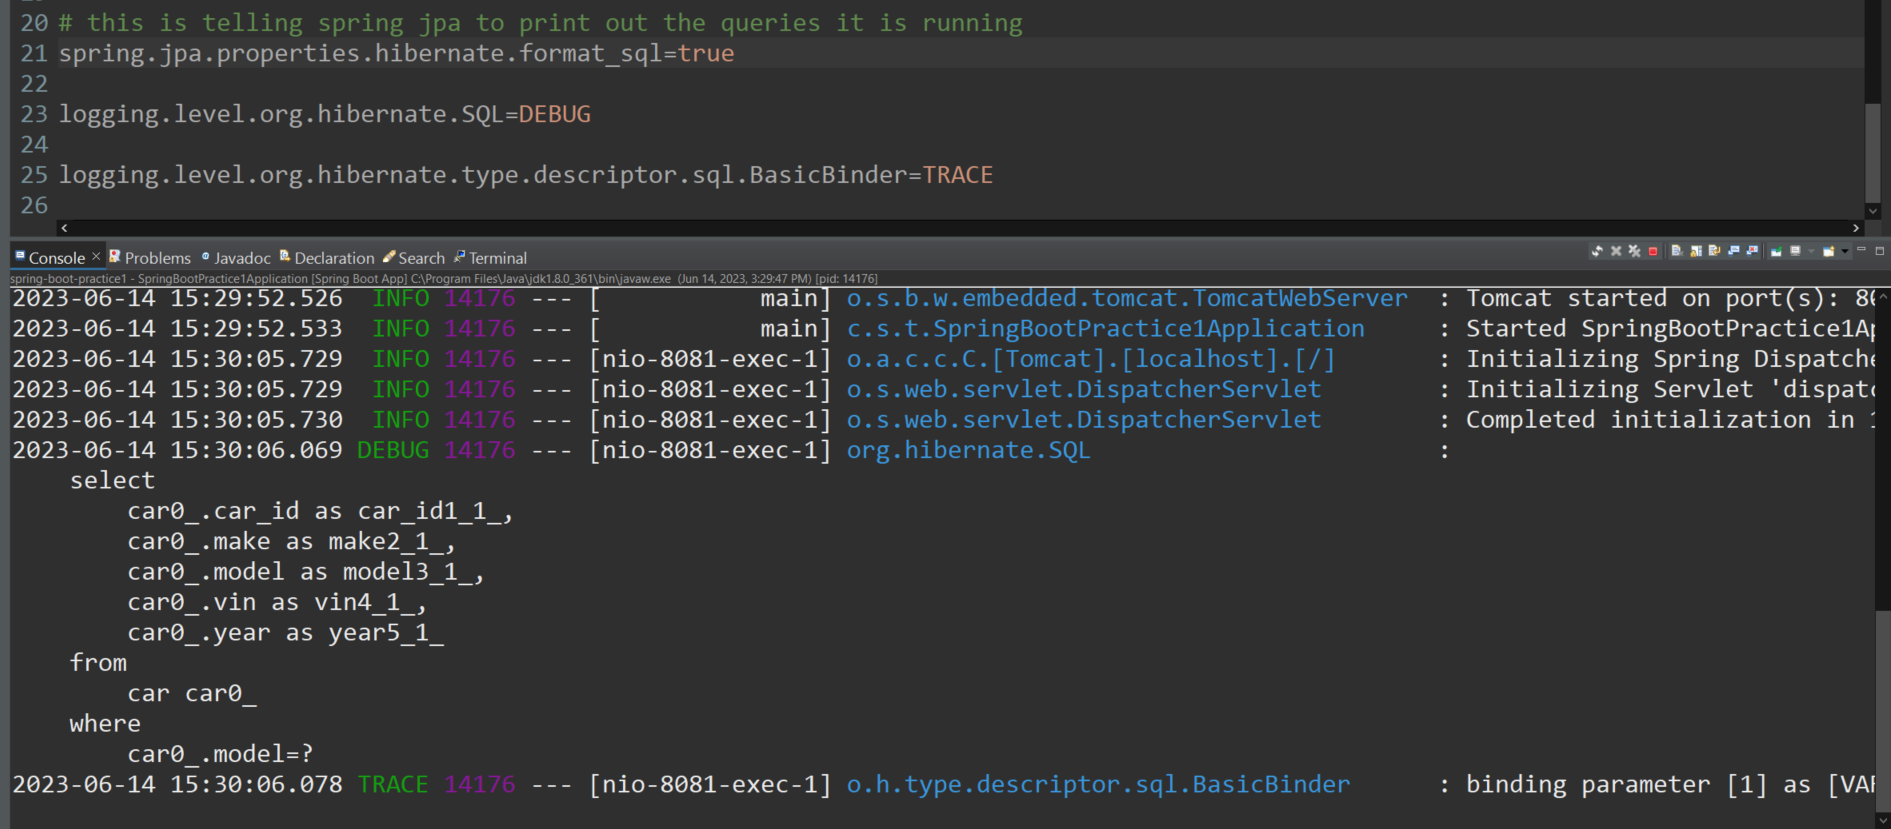 20 # this is telling spring jpa to print out the queries it is running
21 spring.jpa.properties.hibernate.format_sql=true
22
23 logging.level.org.hibernate.SQL=DEBUG
24
25 logging.level.org.hibernate.type.descriptor.sql.BasicBinder=TRACE
26
Console Problems Javadoc Declaration Search Terminal
spring-boot-practice1 - SpringBootPractice1Application [Spring Boot App] C:\Program Files\Java\jdk1.8.0_361\bin\javaw.exe (Jun 14, 2023, 3:29:47 PM) [pid: 14176]
2023-06-14 15:29:52.526 INFO 14176 --- [ main] o.s.b.w.embedded.tomcat.TomcatWebServer : Tomcat started on port(s):
2023-06-14 15:29:52.533 INFO 14176 --- [ main] c.s.t.SpringBootPractice1Application : Started SpringBootPractice1Ap
2023-06-14 15:30:05.729 INFO 14176 --- [nio-8081-exec-1] o.a.c.c.C.[Tomcat].[localhost].[/] : Initializing Spring Dispatche
2023-06-14 15:30:05.729 INFO 14176 --- [nio-8081-exec-1] o.s.web.servlet.DispatcherServlet : Initializing Servlet 'dispatc
2023-06-14 15:30:05.730 INFO 14176 --- [nio-8081-exec-1] o.s.web.servlet.DispatcherServlet : Completed initialization in 1
2023-06-14 15:30:06.069 DEBUG 14176 --- [nio-8081-exec-1] org.hibernate.SQL :
select
car0_.car_id as car_id1_1_,
car0_.make as make2_1_,
car0_.model as model3_1_,
car0_.vin as vin4_1_,
car0_.year as year5_1_
from
car car0_
where
car0_.model=?
2023-06-14 15:30:06.078 TRACE 14176 --- [nio-8081-exec-1] o.h.type.descriptor.sql.BasicBinder : binding parameter [1] as [VAR